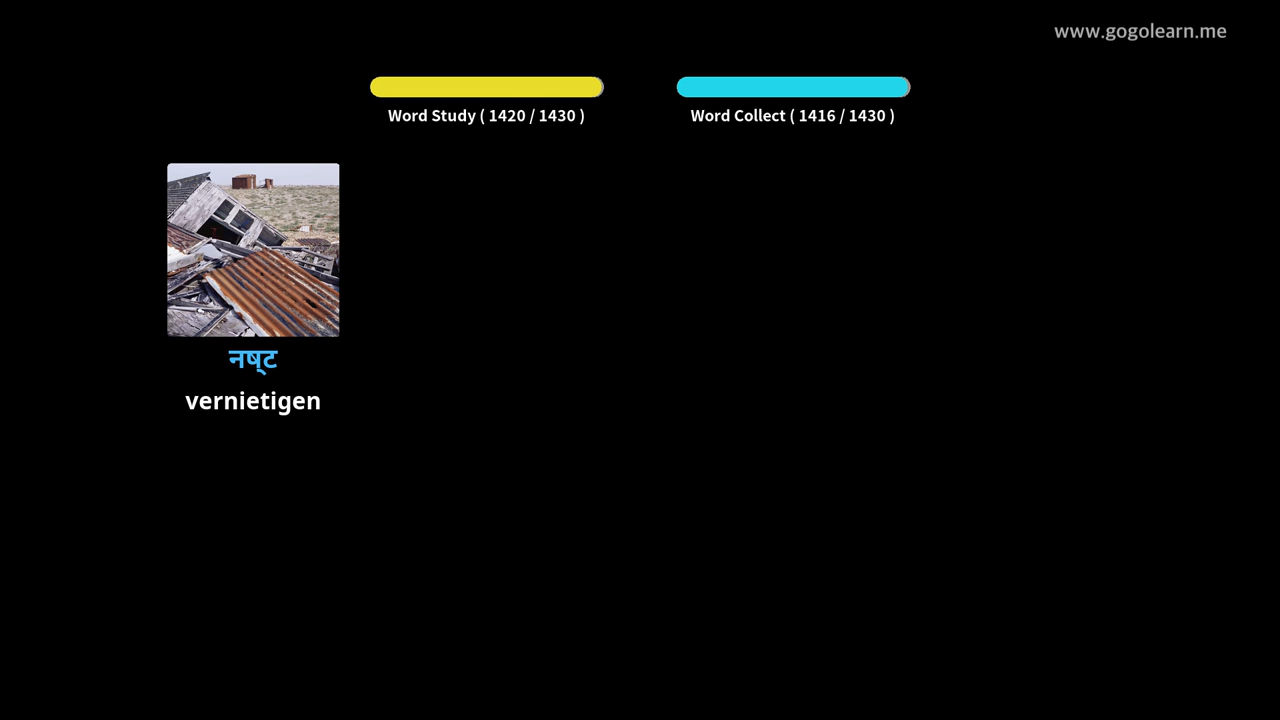 www.gogolearn.me
Word Study ( 1420 / 1430 )
Word Collect ( 1416 / 1430 )
नष्ट
vernietigen